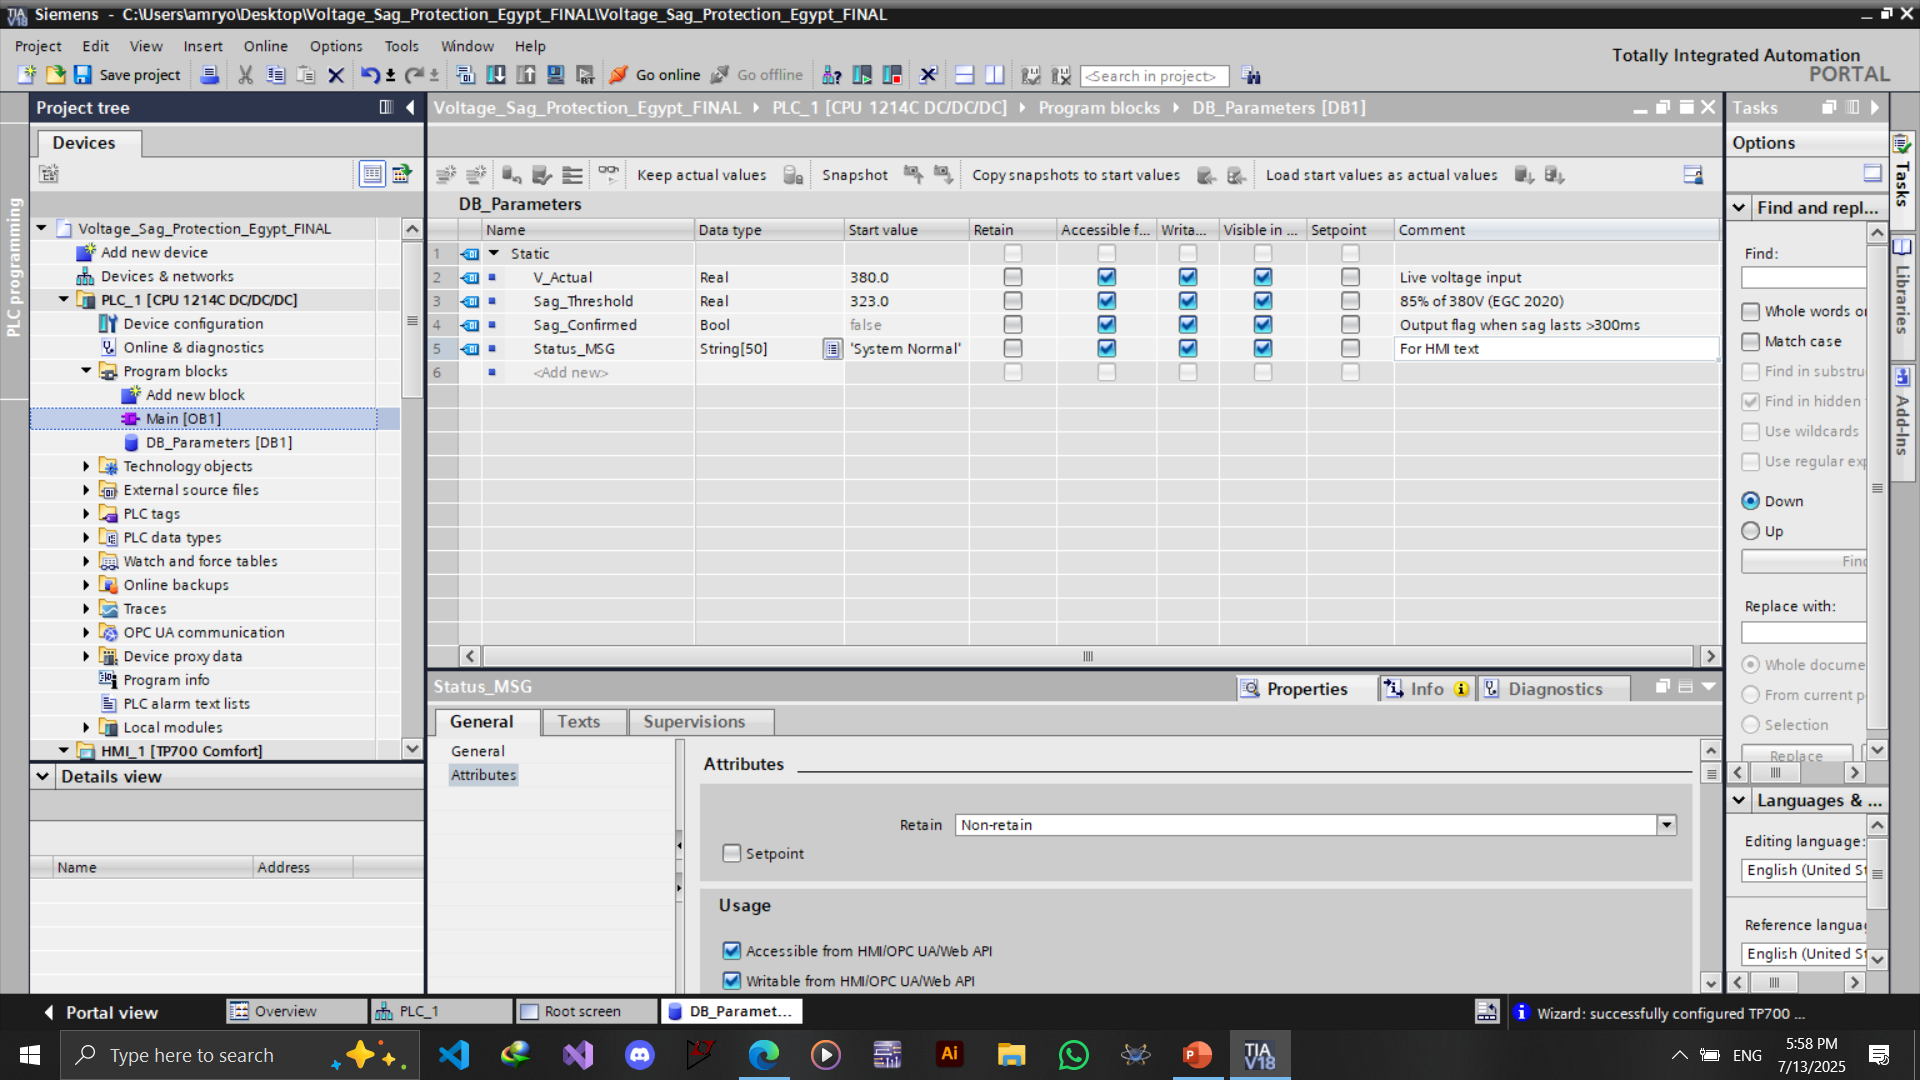 Siemens - C:\Users\amryo\Desktop\Voltage_Sag_Protection_Egypt_FINAL\Voltage_Sag_Protection_Egypt_FINAL
Project Edit View Insert Online Options Tools Window Help
Totally Integrated Automation
PORTAL
Save project Go online Go offline <Search in project>
Project tree
Devices
PLC programming
Voltage_Sag_Protection_Egypt_FINAL
Add new device
Devices & networks
PLC_1 [CPU 1214C DC/DC/DC]
Device configuration
Online & diagnostics
Program blocks
Add new block
Main [OB1]
DB_Parameters [DB1]
Technology objects
External source files
PLC tags
PLC data types
Watch and force tables
Online backups
Traces
OPC UA communication
Device proxy data
Program info
PLC alarm text lists
Local modules
HMI_1 [TP700 Comfort]
Details view
Name Address
Voltage_Sag_Protection_Egypt_FINAL PLC_1 [CPU 1214C DC/DC/DC] Program blocks DB_Parameters [DB1]
Keep actual values Snapshot Copy snapshots to start values Load start values as actual values
DB_Parameters
Name Data type Start value Retain Accessible f... Writa... Visible in ... Setpoint Comment
1 Static
2 V_Actual Real 380.0 Live voltage input
3 Sag_Threshold Real 323.0 85% of 380V (EGC 2020)
4 Sag_Confirmed Bool false Output flag when sag lasts >300ms
5 Status_MSG String[50] 'System Normal' For HMI text
6 <Add new>
Status_MSG
Properties Info Diagnostics
General Texts Supervisions
General
Attributes
Attributes
Retain Non-retain
Setpoint
Usage
Accessible from HMI/OPC UA/Web API
Writable from HMI/OPC UA/Web API
Tasks
Options
Find and repl...
Find:
Whole words or
Match case
Find in substru
Find in hidden
Use wildcards
Use regular exp
Down
Up
Find
Replace with:
Whole docume
From current p
Selection
Replace
Languages & ...
Editing language:
English (United St
Reference languag
English (United St
Tasks
Libraries
Add-Ins
Portal view Overview PLC_1 Root screen DB_Paramet... Wizard: successfully configured TP700 ...
Type here to search
Ai
P
TIA
V18
ENG
5:58 PM
7/13/2025